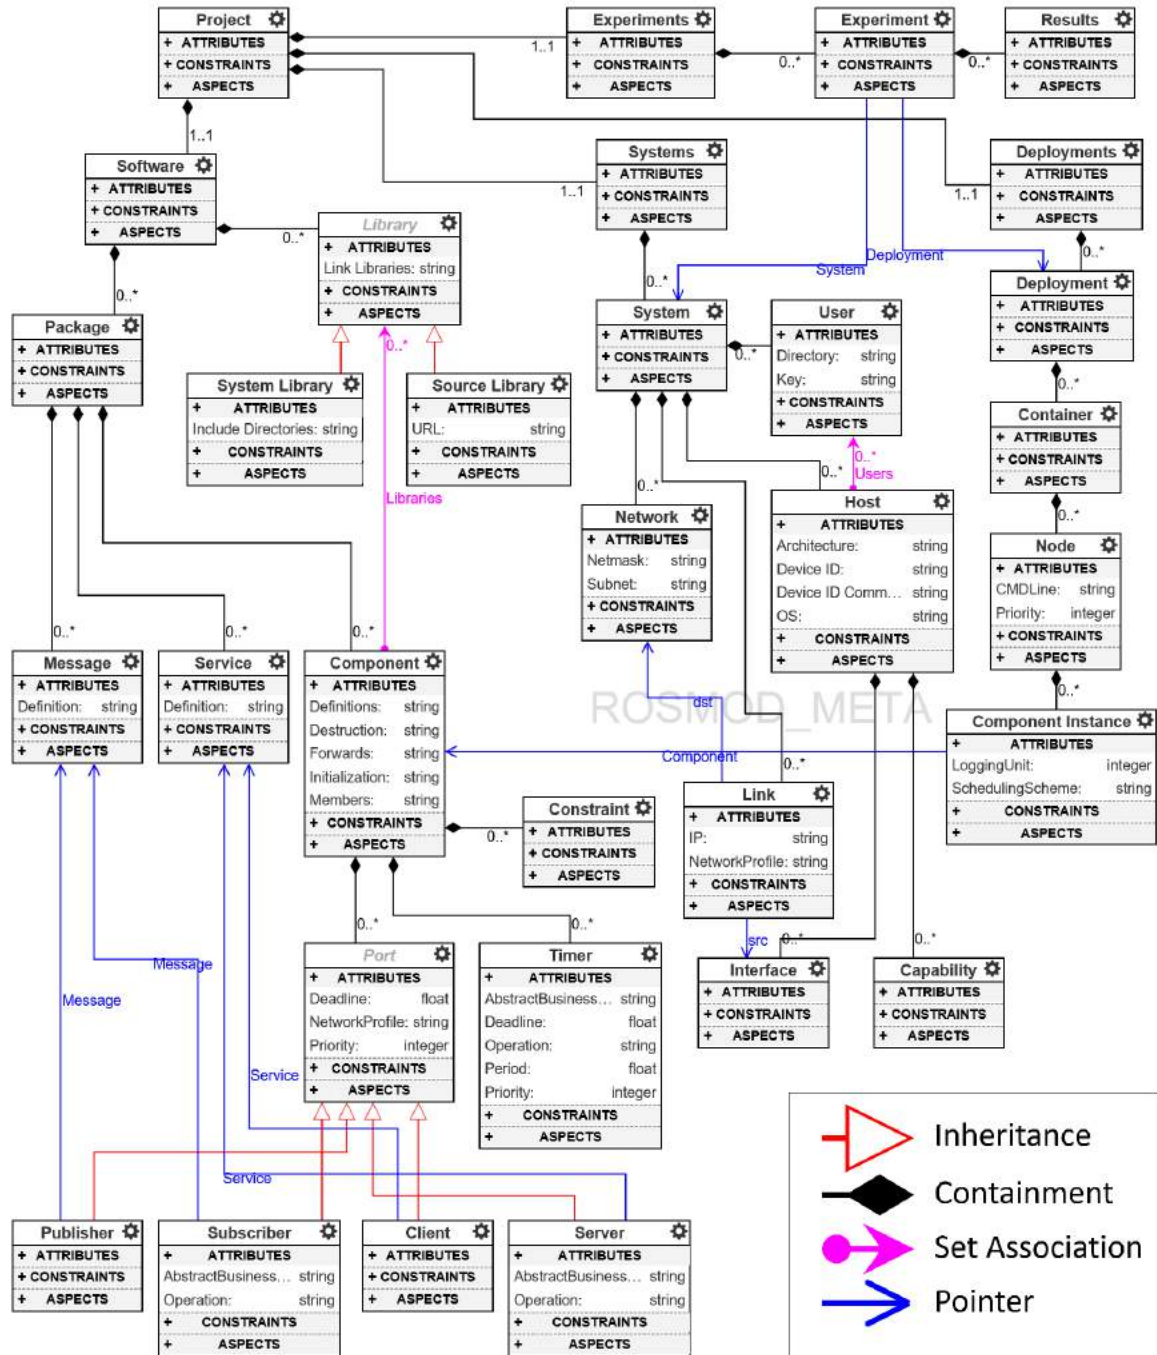 Project
+ ATTRIBUTES
+ CONSTRAINTS
+ ASPECTS
1..1
Experiments
+ ATTRIBUTES
+ CONSTRAINTS
+ ASPECTS
0..*
Experiment
+ ATTRIBUTES
+ CONSTRAINTS
+ ASPECTS
0..*
Results
+ ATTRIBUTES
+ CONSTRAINTS
+ ASPECTS
1..1
Software
+ ATTRIBUTES
+ CONSTRAINTS
+ ASPECTS
0..*
Library
+ ATTRIBUTES
Link Libraries: string
+ CONSTRAINTS
+ ASPECTS
1..1
Systems
+ ATTRIBUTES
+ CONSTRAINTS
+ ASPECTS
1..1
Deployments
+ ATTRIBUTES
+ CONSTRAINTS
+ ASPECTS
System
Deployment
0..*
0..*
0..*
Package
+ ATTRIBUTES
+ CONSTRAINTS
+ ASPECTS
0..*
System
+ ATTRIBUTES
+ CONSTRAINTS
+ ASPECTS
0..*
User
+ ATTRIBUTES
Directory: string
Key: string
+ CONSTRAINTS
+ ASPECTS
Deployment
+ ATTRIBUTES
+ CONSTRAINTS
+ ASPECTS
0..*
System Library
+ ATTRIBUTES
Include Directories: string
+ CONSTRAINTS
+ ASPECTS
Source Library
+ ATTRIBUTES
URL: string
+ CONSTRAINTS
+ ASPECTS
Container
+ ATTRIBUTES
+ CONSTRAINTS
+ ASPECTS
0..*
Libraries
0..*
0..*
0..*
Users
Network
+ ATTRIBUTES
Netmask: string
Subnet: string
+ CONSTRAINTS
+ ASPECTS
Host
+ ATTRIBUTES
Architecture: string
Device ID: string
Device ID Comm... string
OS: string
+ CONSTRAINTS
+ ASPECTS
Node
+ ATTRIBUTES
CMDLine: string
Priority: integer
+ CONSTRAINTS
+ ASPECTS
0..*
0..*
0..*
0..*
Message
+ ATTRIBUTES
Definition: string
+ CONSTRAINTS
+ ASPECTS
Service
+ ATTRIBUTES
Definition: string
+ CONSTRAINTS
+ ASPECTS
Component
+ ATTRIBUTES
Definitions: string
Destruction: string
Forwards: string
Initialization: string
Members: string
+ CONSTRAINTS
+ ASPECTS
ROSMOD_META
dst
Component
0..*
Component Instance
+ ATTRIBUTES
LoggingUnit: integer
SchedulingScheme: string
+ CONSTRAINTS
+ ASPECTS
0..*
Constraint
+ ATTRIBUTES
+ CONSTRAINTS
+ ASPECTS
Link
+ ATTRIBUTES
IP: string
NetworkProfile: string
+ CONSTRAINTS
+ ASPECTS
0..*
0..*
src
0..*
0..*
Port
+ ATTRIBUTES
Deadline: float
NetworkProfile: string
Priority: integer
+ CONSTRAINTS
+ ASPECTS
Timer
+ ATTRIBUTES
AbstractBusiness... string
Deadline: float
Operation: string
Period: float
Priority: integer
+ CONSTRAINTS
+ ASPECTS
Interface
+ ATTRIBUTES
+ CONSTRAINTS
+ ASPECTS
Capability
+ ATTRIBUTES
+ CONSTRAINTS
+ ASPECTS
Message
Message
Service
Service
Publisher
+ ATTRIBUTES
+ CONSTRAINTS
+ ASPECTS
Subscriber
+ ATTRIBUTES
AbstractBusiness... string
Operation: string
+ CONSTRAINTS
+ ASPECTS
Client
+ ATTRIBUTES
+ CONSTRAINTS
+ ASPECTS
Server
+ ATTRIBUTES
AbstractBusiness... string
Operation: string
+ CONSTRAINTS
+ ASPECTS
Inheritance
Containment
Set Association
Pointer